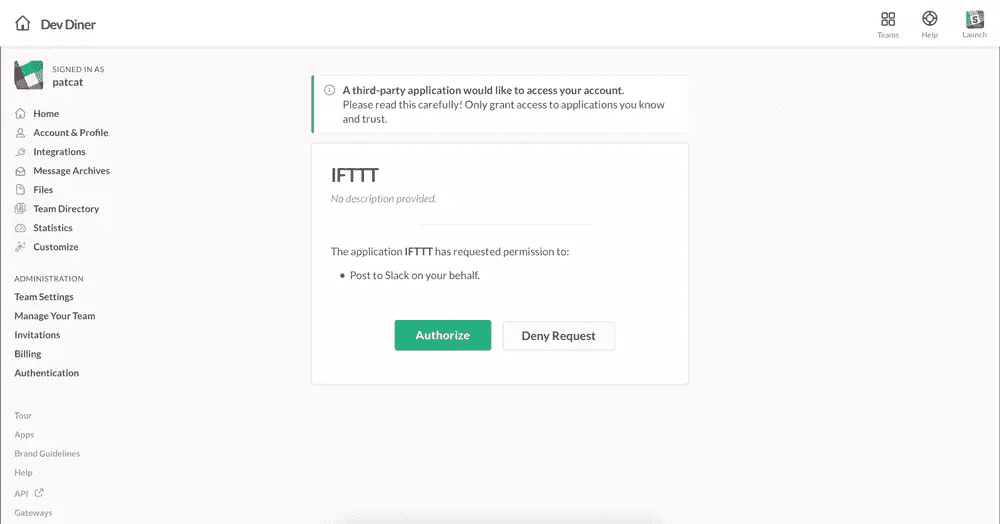 Dev Diner
Teams
Help
Launch
SIGNED IN AS
patcat
Home
Account & Profile
Integrations
Message Archives
Files
Team Directory
Statistics
Customize
ADMINISTRATION
Team Settings
Manage Your Team
Invitations
Billing
Authentication
Tour
Apps
Brand Guidelines
Help
API
Gateways
A third-party application would like to access your account.
Please read this carefully! Only grant access to applications you know
and trust.
IFTTT
No description provided.
The application IFTTT has requested permission to:
• Post to Slack on your behalf.
Authorize
Deny Request